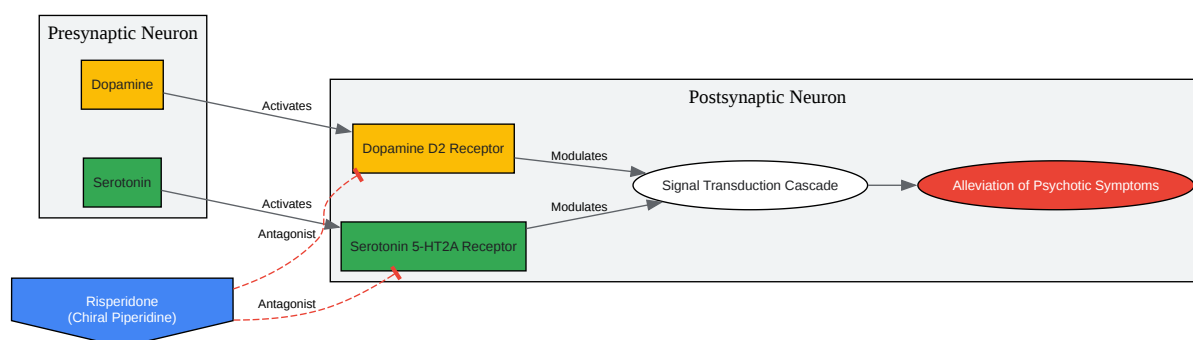 Presynaptic Neuron
Dopamine
Serotonin
Activates
Activates
Antagonist
Antagonist
Risperidone
(Chiral Piperidine)
Postsynaptic Neuron
Dopamine D2 Receptor
Serotonin 5-HT2A Receptor
Modulates
Modulates
Signal Transduction Cascade
Alleviation of Psychotic Symptoms